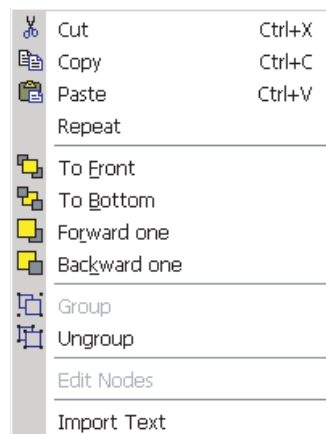 Cut Ctrl+X
Copy Ctrl+C
Paste Ctrl+V
Repeat
To Front
To Bottom
Forward one
Backward one
Group
Ungroup
Edit Nodes
Import Text